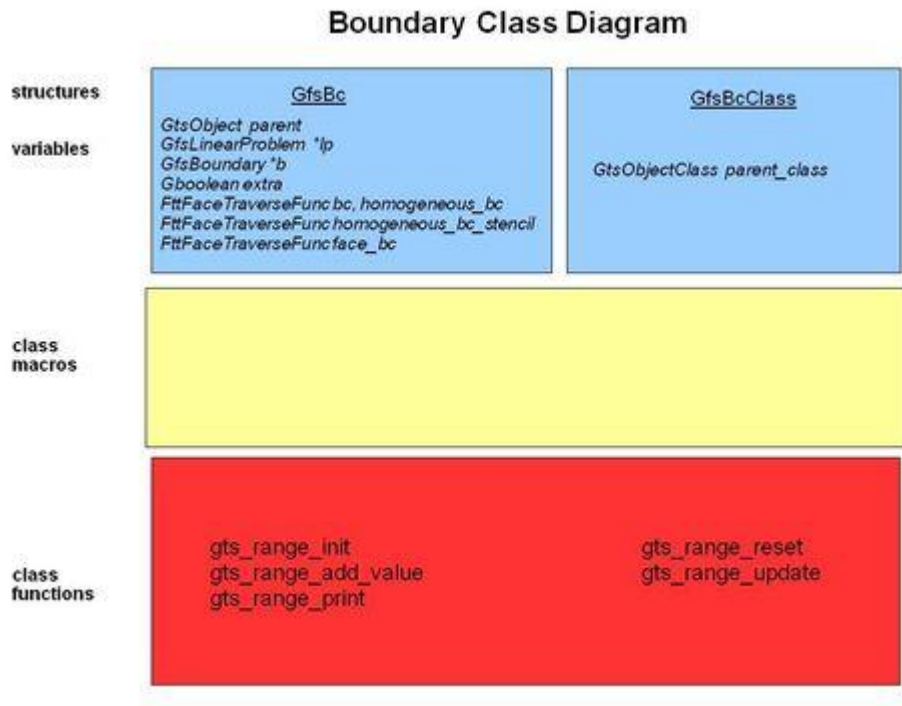 Boundary Class Diagram
structures
GfsBc
GfsBcClass
variables
GtsObject parent
GfsLinearProblem *lp
GfsBoundary *b
Gboolean extra
FttFaceTraverseFunc bc, homogeneous_bc
FttFaceTraverseFunc homogeneous_bc_stencil
FttFaceTraverseFunc face_bc
GtsObjectClass parent_class
class
macros
class
functions
gts_range_init
gts_range_add_value
gts_range_print
gts_range_reset
gts_range_update